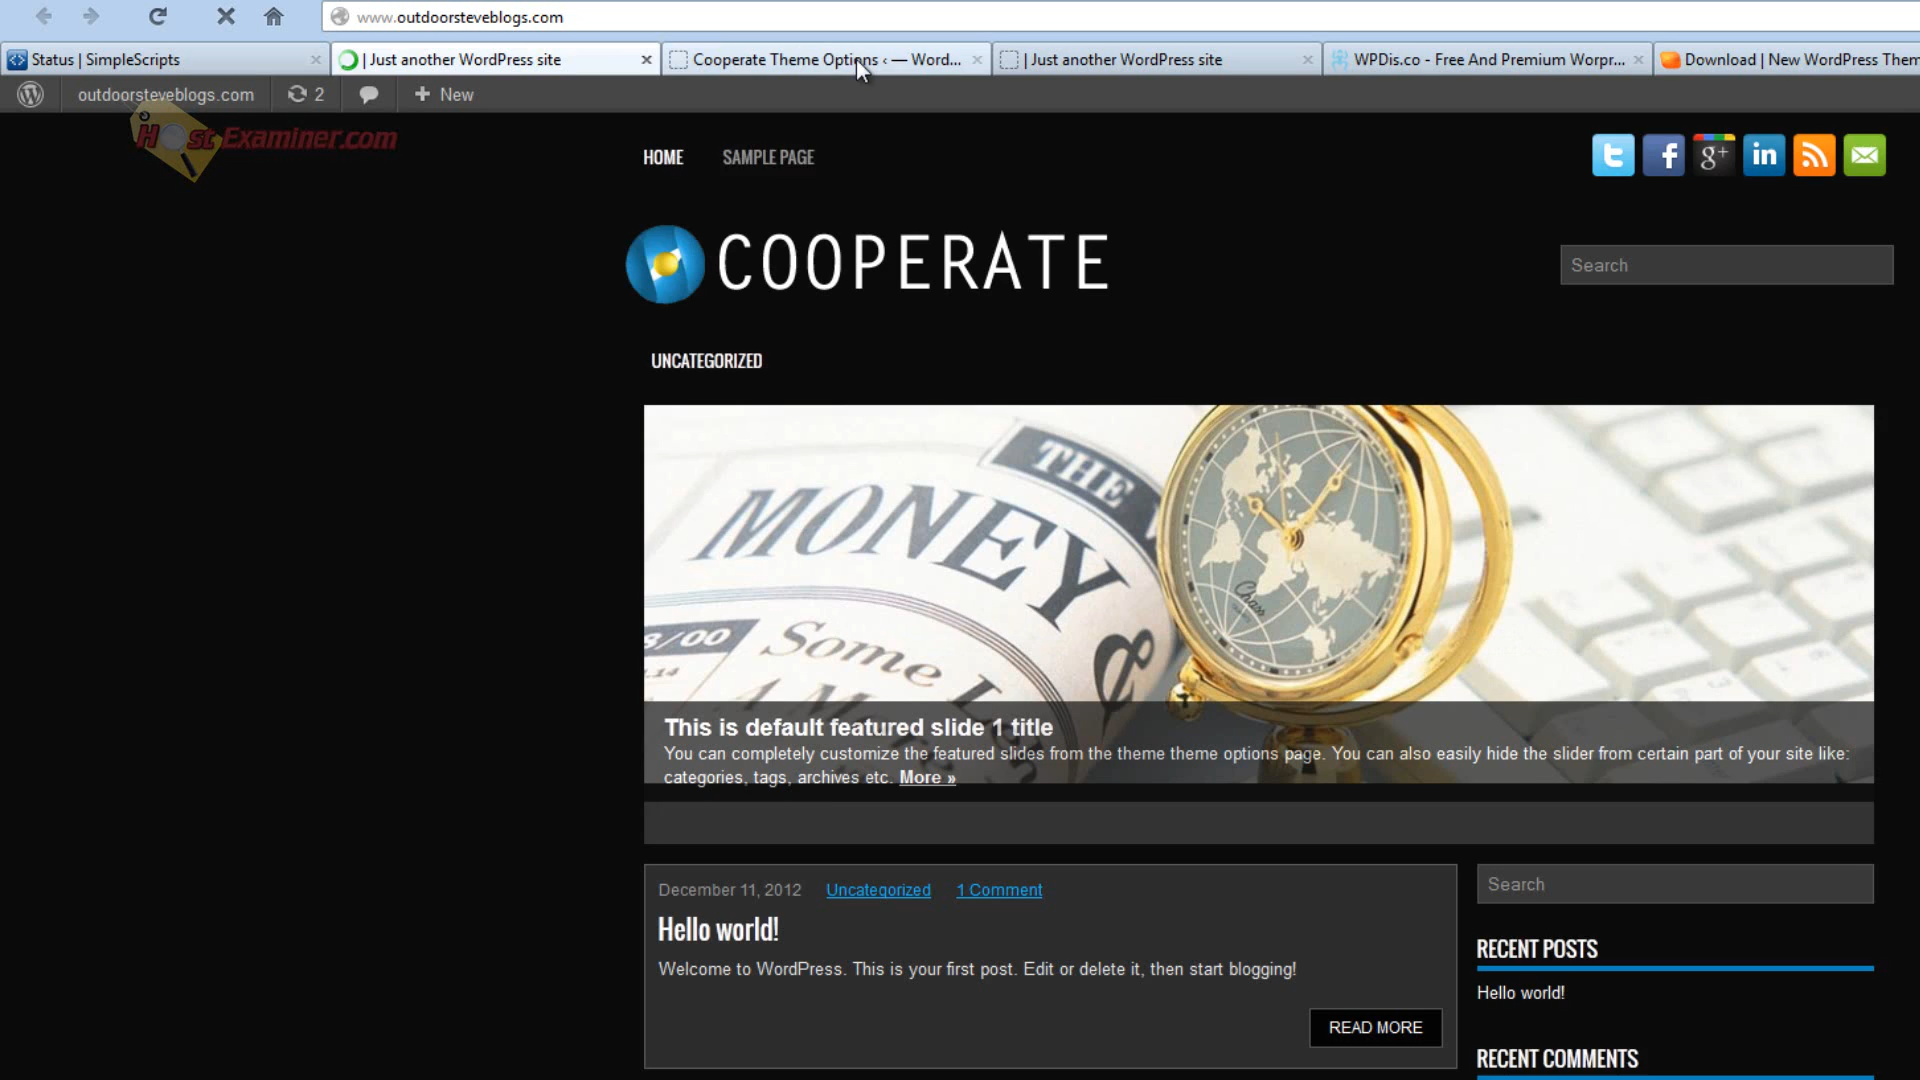 www.outdoorsteveblogs.com
Status | SimpleScripts
| Just another WordPress site
Cooperate Theme Options ‹ — Word...
| Just another WordPress site
WPDis.co - Free And Premium Worpr...
Download | New WordPress Them
outdoorsteveblogs.com
2
New
HostExaminer.com
HOME
SAMPLE PAGE
COOPERATE
Search
UNCATEGORIZED
THE
MONEY
&
Some
Chass
This is default featured slide 1 title
You can completely customize the featured slides from the theme theme options page. You can also easily hide the slider from certain part of your site like:
categories, tags, archives etc. More »
December 11, 2012 Uncategorized 1 Comment
Hello world!
Welcome to WordPress. This is your first post. Edit or delete it, then start blogging!
READ MORE
Search
RECENT POSTS
Hello world!
RECENT COMMENTS